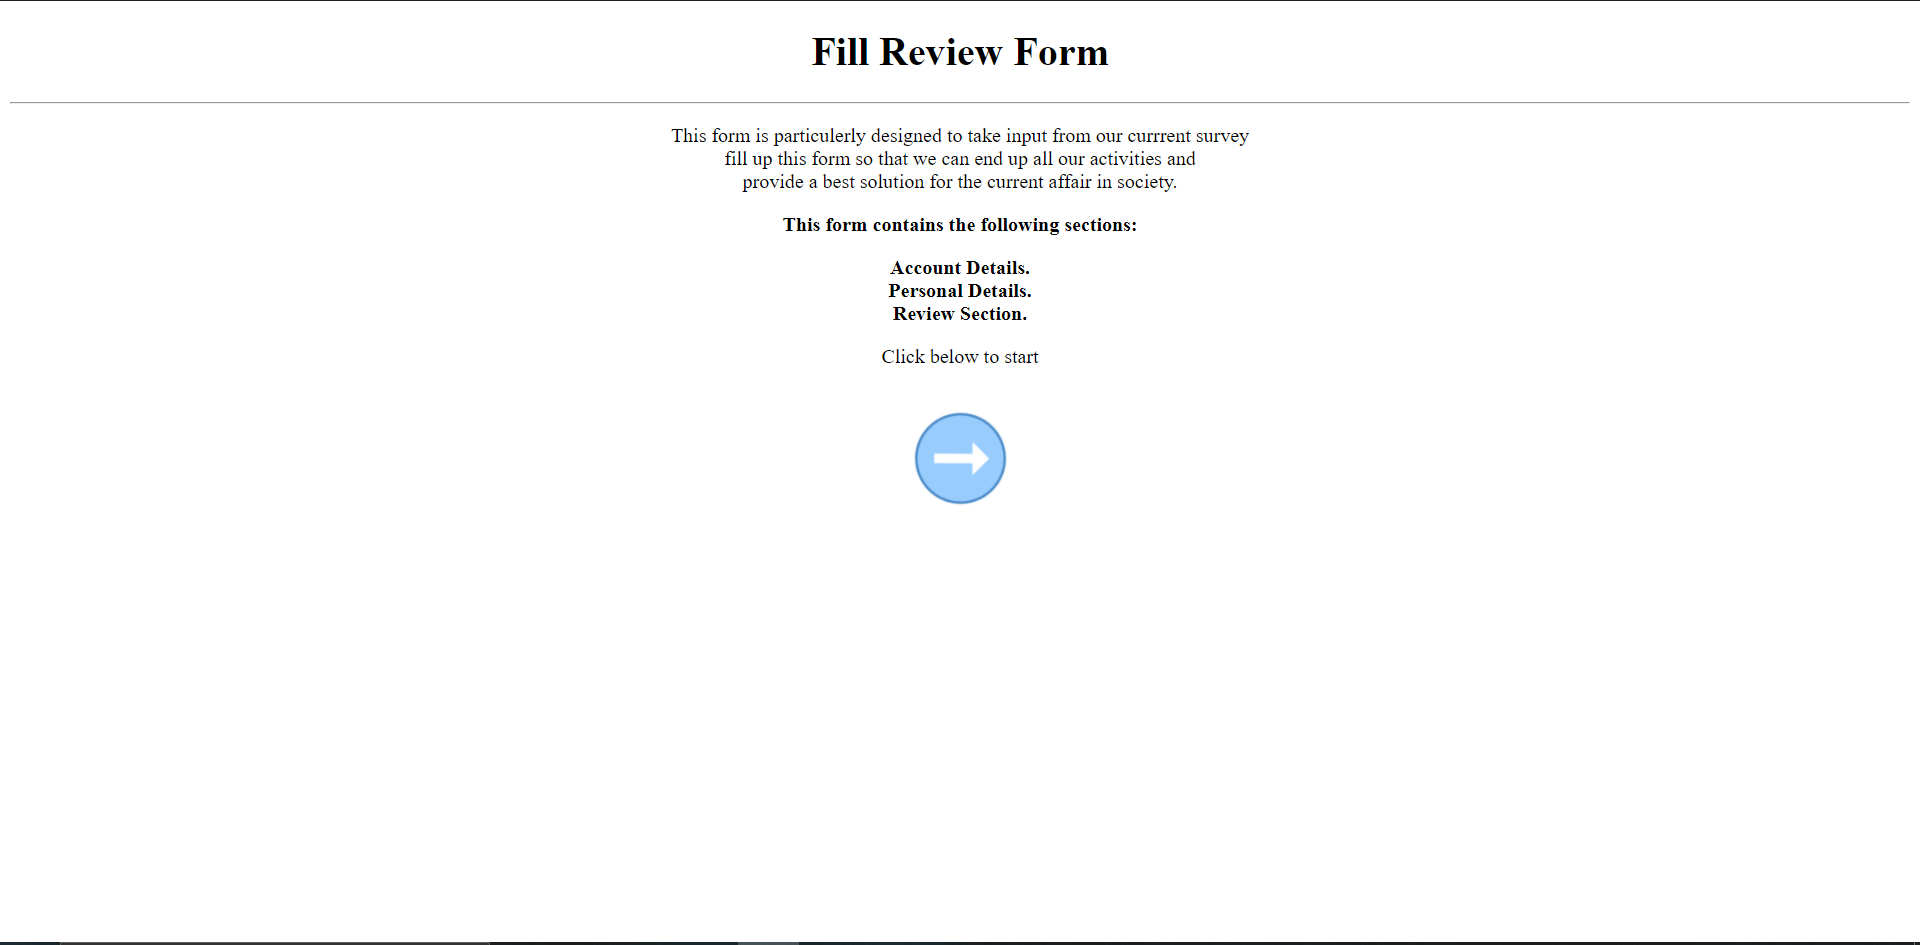 Fill Review Form
This form is particulerly designed to take input from our currrent survey
fill up this form so that we can end up all our activities and
provide a best solution for the current affair in society.
This form contains the following sections:
Account Details.
Personal Details.
Review Section.
Click below to start